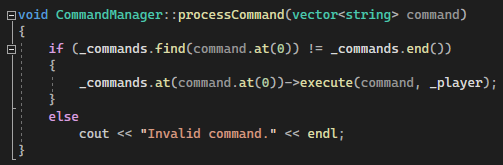 void CommandManager::processCommand(vector<string> command)
{
    if (_commands.find(command.at(0)) != _commands.end())
    {
        _commands.at(command.at(0))->execute(command, _player);
    }
    else
        cout << "Invalid command." << endl;
}